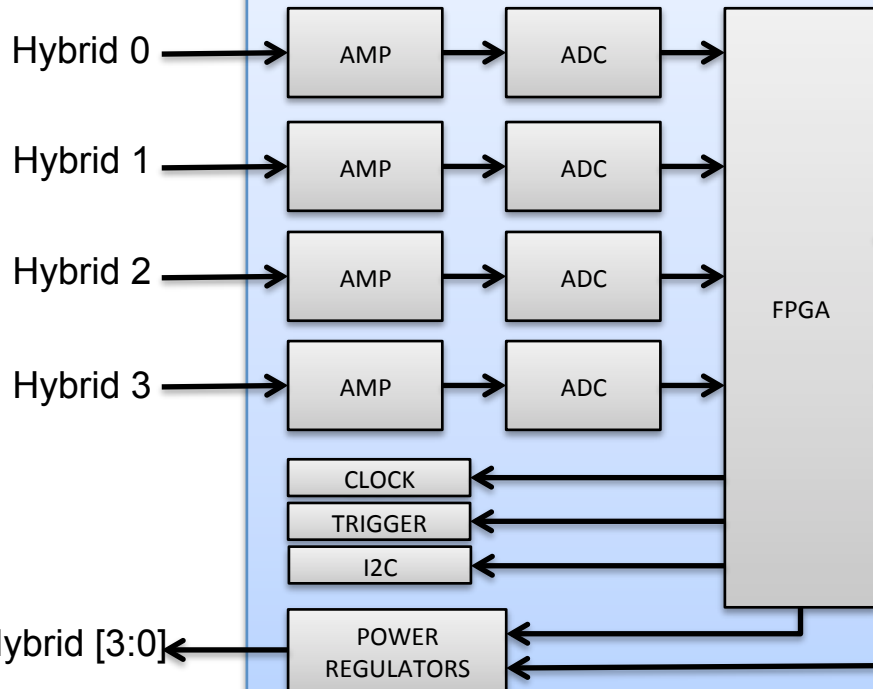 Hybrid 0
AMP
ADC
Hybrid 1
AMP
ADC
Hybrid 2
AMP
ADC
FPGA
Hybrid 3
AMP
ADC
CLOCK
TRIGGER
I2C
ybrid [3:0]
POWER
REGULATORS